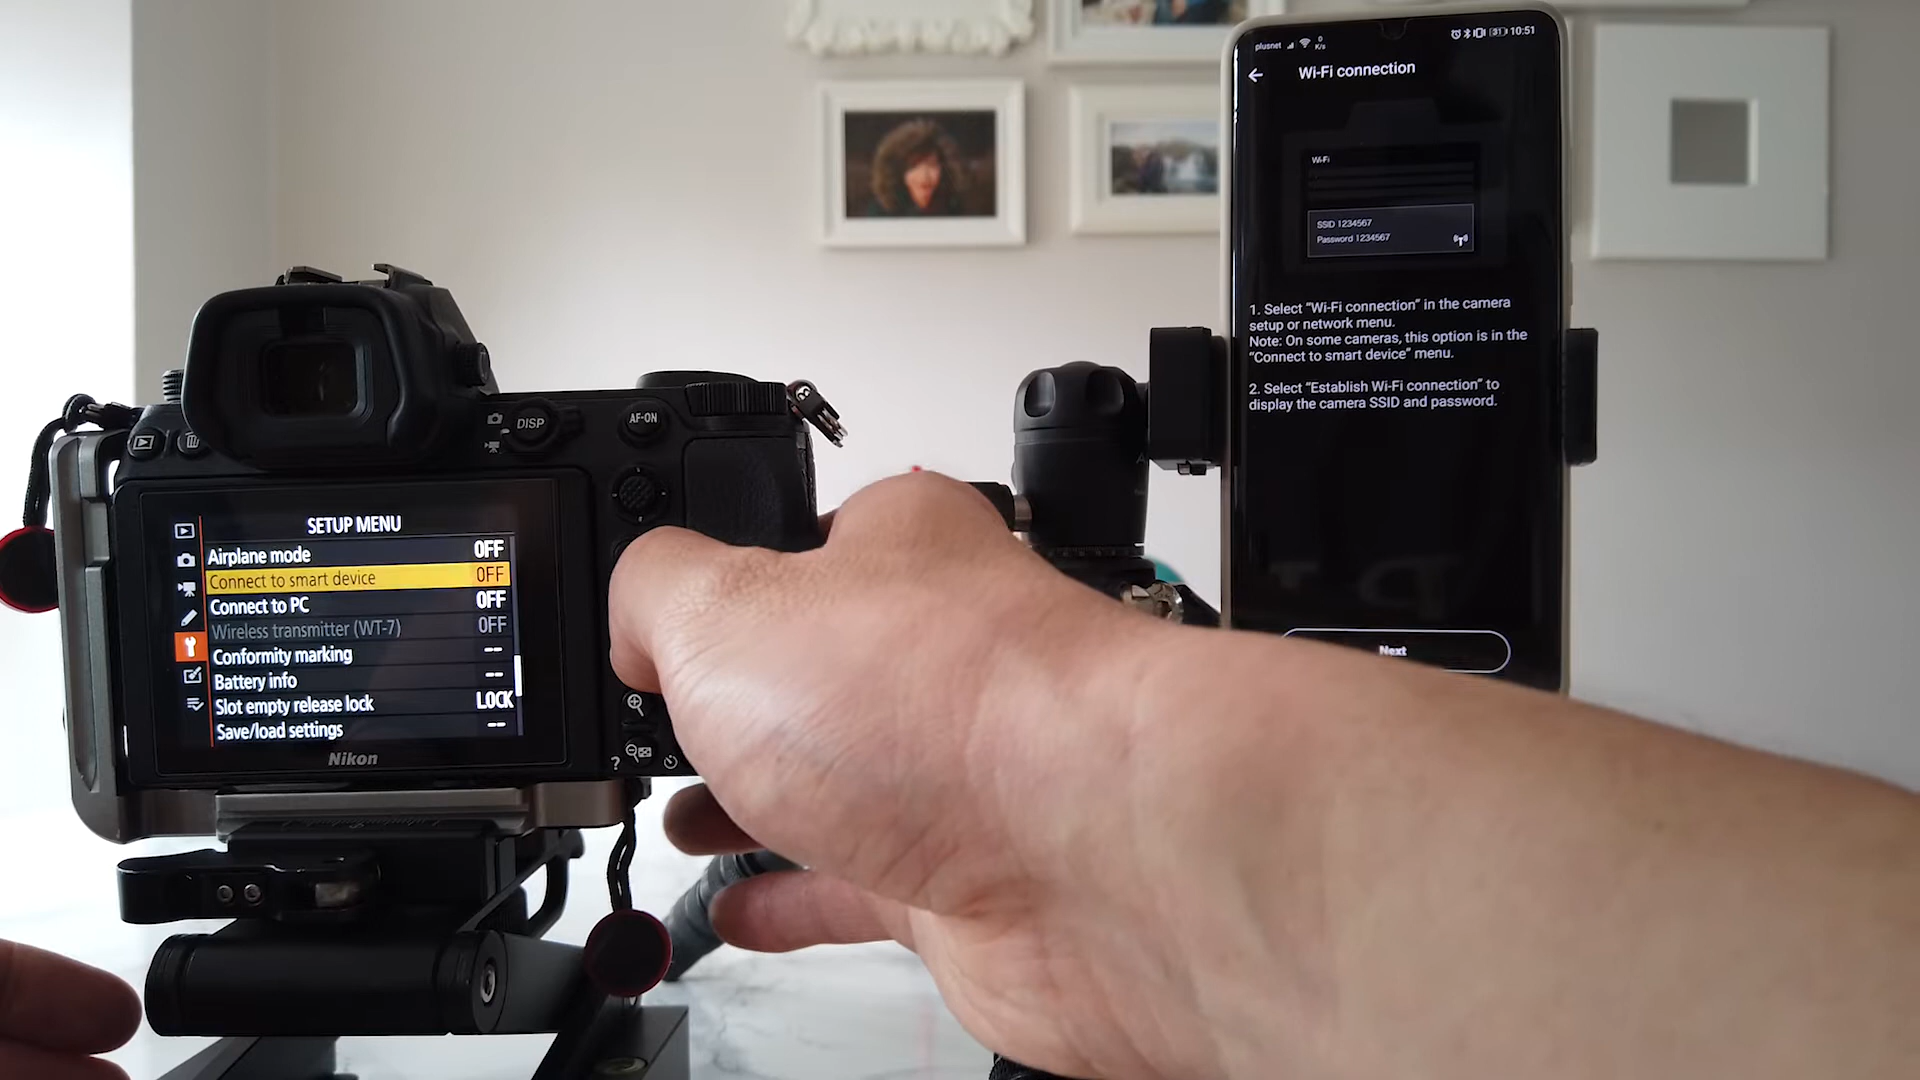 plusnet
0
K/s
31
10:51
Wi-Fi connection
Wi-Fi
SSID 1234567
Password 1234567
1. Select “Wi-Fi connection” in the camera
setup or network menu.
Note: On some cameras, this option is in the
“Connect to smart device” menu.
2. Select “Establish Wi-Fi connection” to
display the camera SSID and password.
Next
DISP
AF-ON
SETUP MENU
Airplane mode OFF
Connect to smart device OFF
Connect to PC OFF
Wireless transmitter (WT-7) OFF
Conformity marking --
Battery info --
Slot empty release lock LOCK
Save/load settings --
Nikon
?